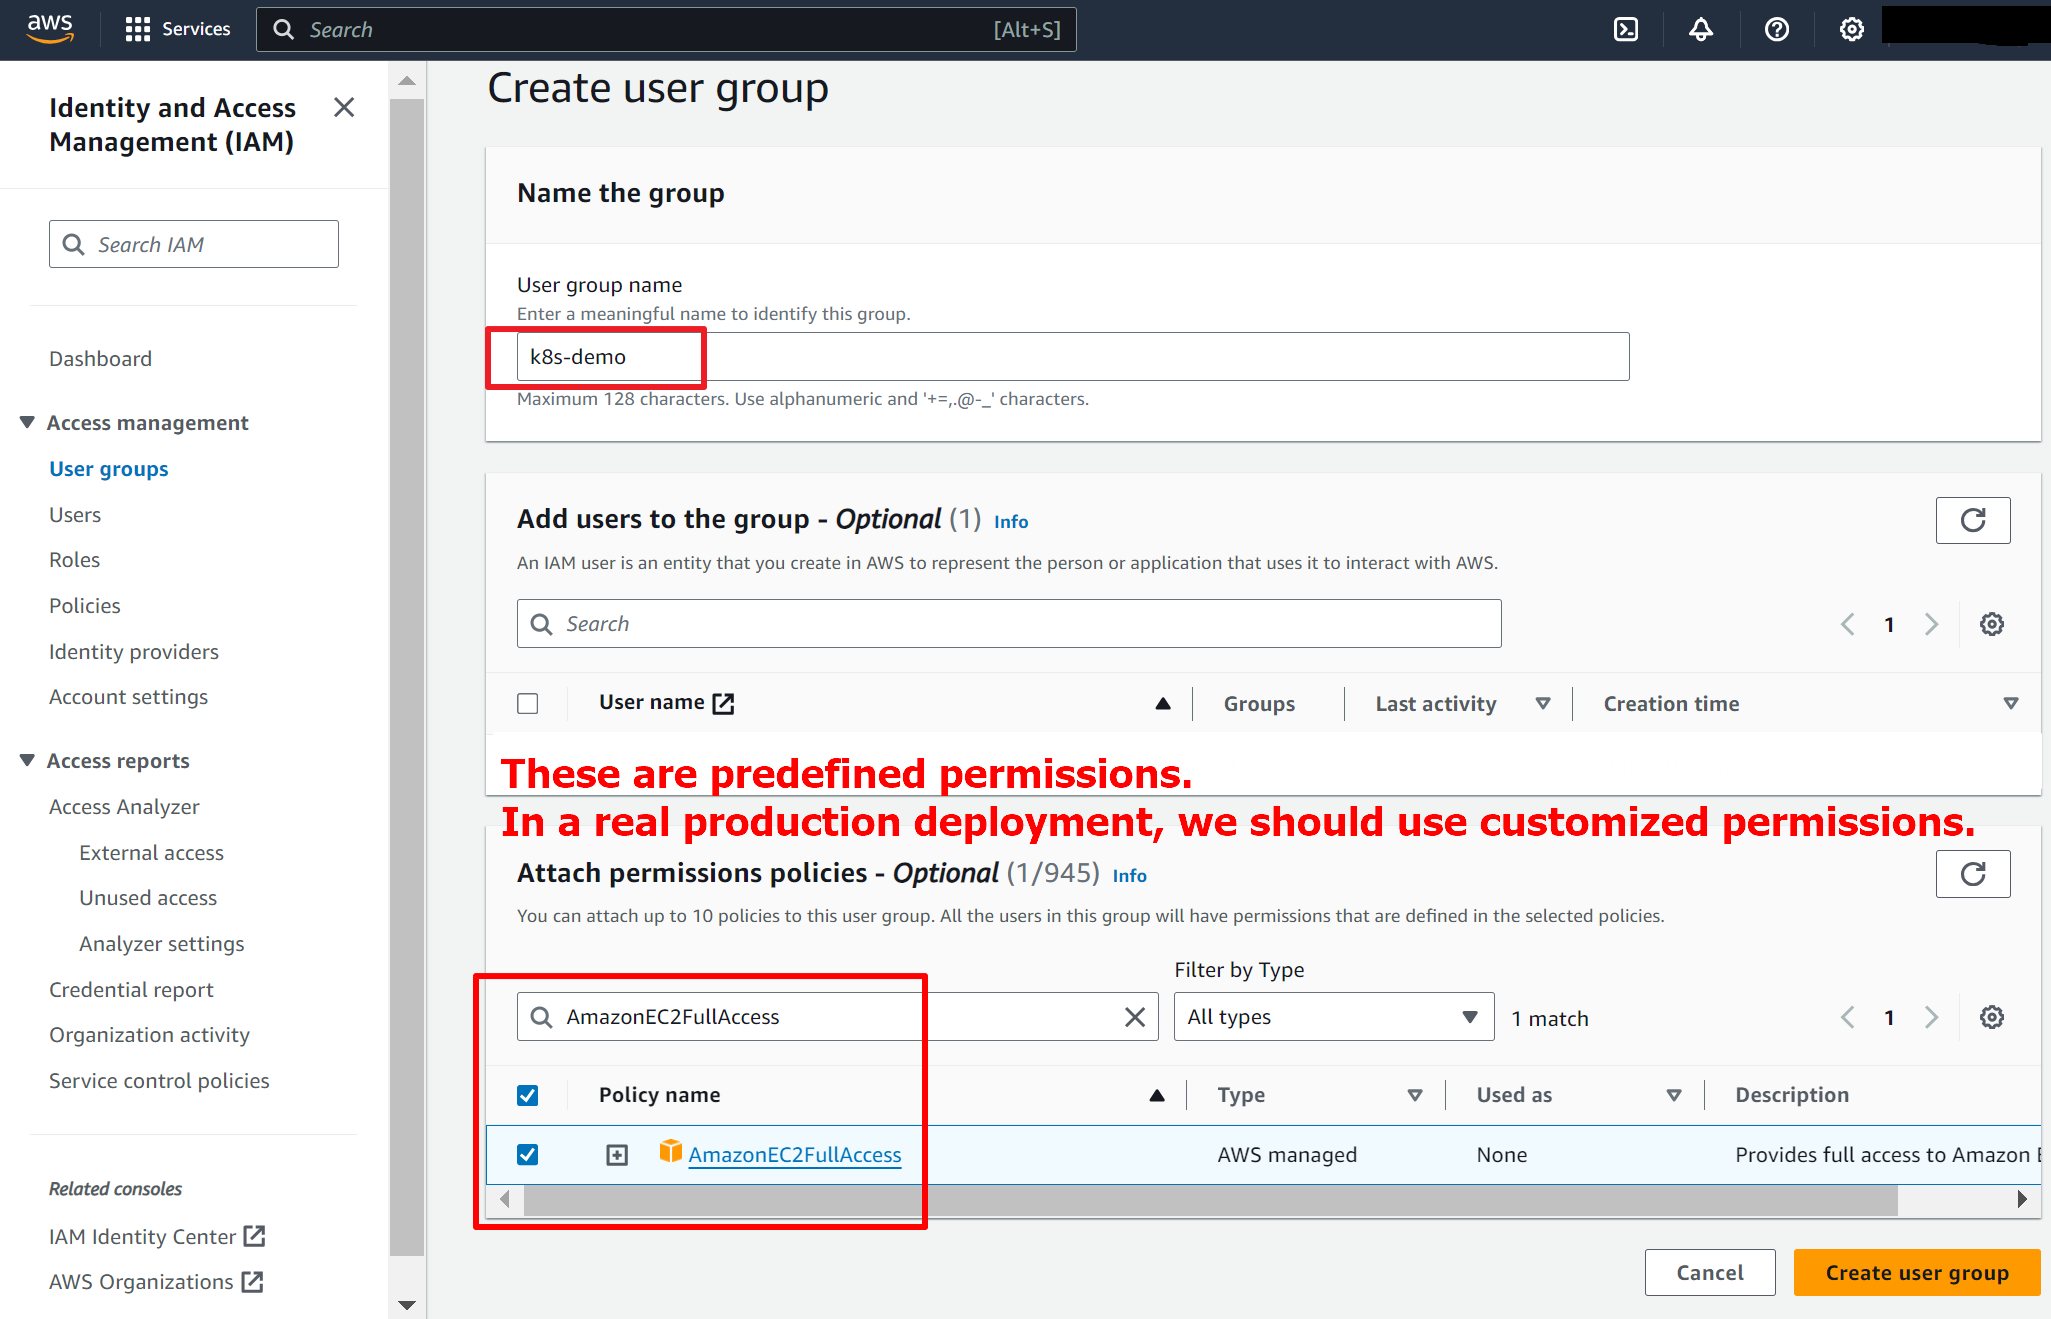 aws
Services
Search
[Alt+S]
Identity and Access
Management (IAM)
Search IAM
Dashboard
Access management
User groups
Users
Roles
Policies
Identity providers
Account settings
Access reports
Access Analyzer
External access
Unused access
Analyzer settings
Credential report
Organization activity
Service control policies
Related consoles
IAM Identity Center
AWS Organizations
Create user group
Name the group
User group name
Enter a meaningful name to identify this group.
k8s-demo
Maximum 128 characters. Use alphanumeric and '+=,.@-_' characters.
Add users to the group - Optional (1) Info
An IAM user is an entity that you create in AWS to represent the person or application that uses it to interact with AWS.
Search
1
User name Groups Last activity Creation time
These are predefined permissions.
In a real production deployment, we should use customized permissions.
Attach permissions policies - Optional (1/945) Info
You can attach up to 10 policies to this user group. All the users in this group will have permissions that are defined in the selected policies.
Filter by Type
AmazonEC2FullAccess All types 1 match 1
Policy name Type Used as Description
AmazonEC2FullAccess AWS managed None Provides full access to Amazon
Cancel Create user group